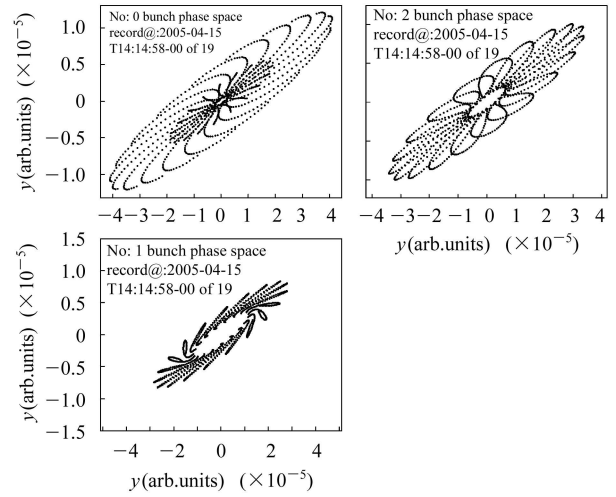 No: 0 bunch phase space
record@:2005-04-15
T14:14:58-00 of 19
1.0
0.5
0
−0.5
−1.0
y(arb.units) (×10⁻⁵)
−4 −3 −2 −1 0 1 2 3 4
No: 2 bunch phase space
record@:2005-04-15
T14:14:58-00 of 19
−4 −3 −2 −1 0 1 2 3 4
y(arb.units) (×10⁻⁵)
No: 1 bunch phase space
record@:2005-04-15
T14:14:58-00 of 19
1.5
1.0
0.5
0
−0.5
−1.0
−1.5
y(arb.units) (×10⁻⁵)
−4 −2 0 2 4
y(arb.units) (×10⁻⁵)